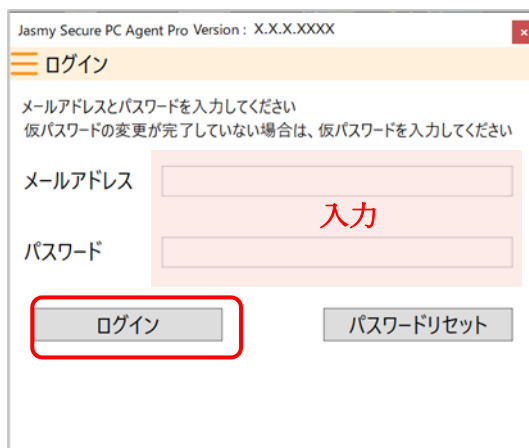 Jasmy Secure PC Agent Pro Version : X.X.X.XXXX
ログイン
メールアドレスとパスワードを入力してください
仮パスワードの変更が完了していない場合は、仮パスワードを入力してください
メールアドレス
入力
パスワード
ログイン パスワードリセット